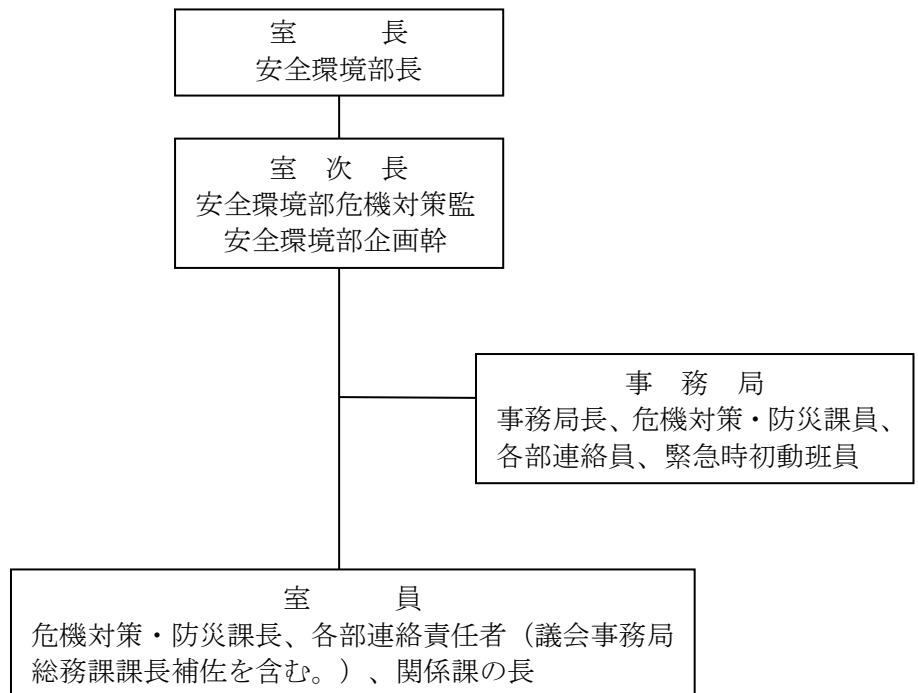 室　　長
安全環境部長
室　次　長
安全環境部危機対策監
安全環境部企画幹
事　務　局
事務局長、危機対策・防災課員、
各部連絡員、緊急時初動班員
室　　員
危機対策・防災課長、各部連絡責任者（議会事務局
総務課課長補佐を含む。）、関係課の長